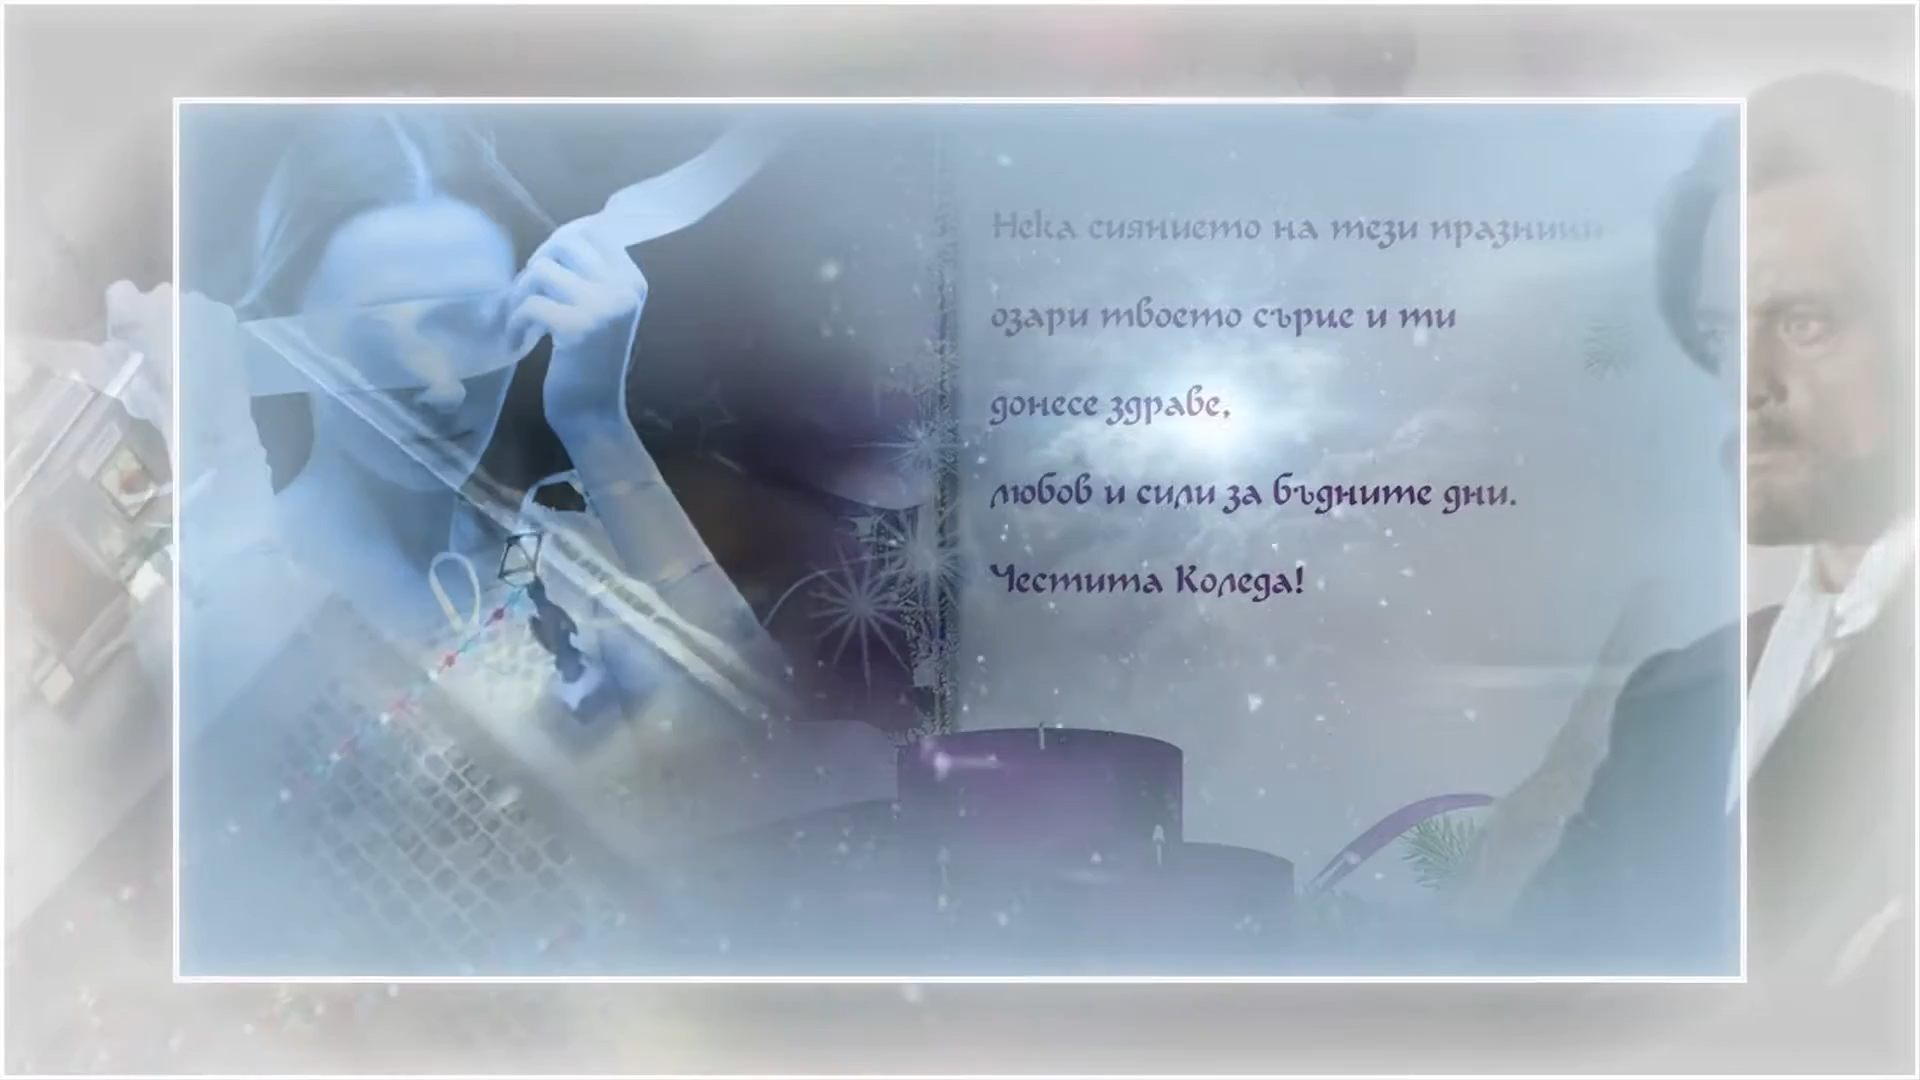 Нека сиянието на тези празници
озари твоето сърце и ти
донесе здраве,
любов и сили за бъдните дни.
Честита Коледа!